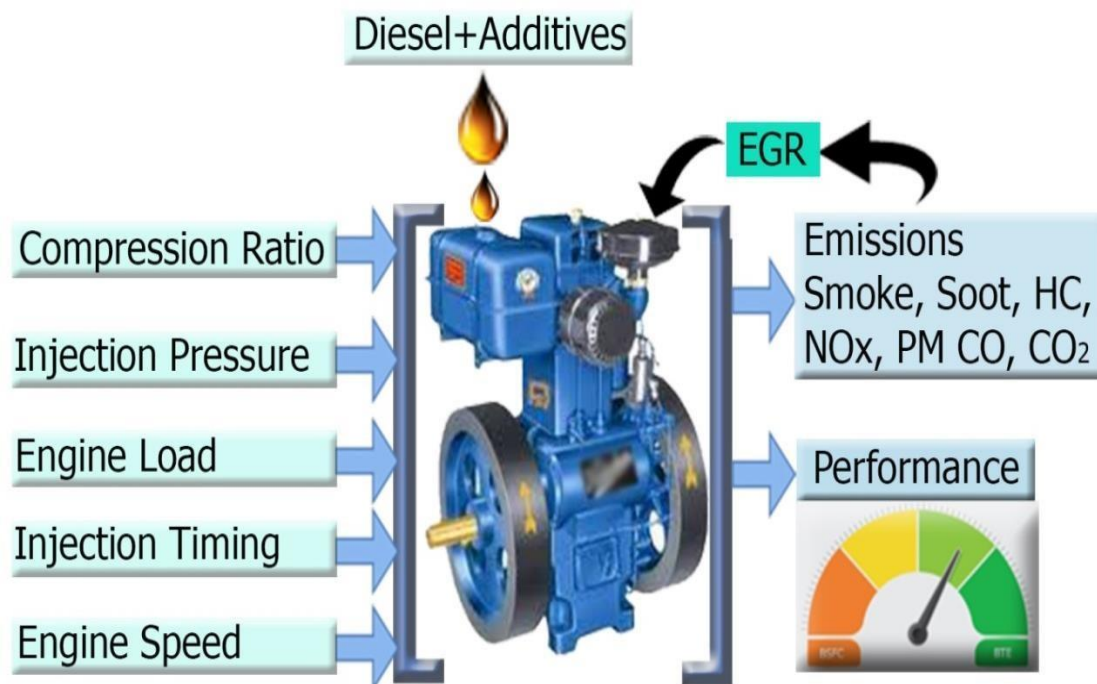 Diesel+Additives
EGR
Compression Ratio
Injection Pressure
Engine Load
Injection Timing
Engine Speed
Emissions
Smoke, Soot, HC,
NOx, PM CO, CO₂
Performance
BSFC
BTE